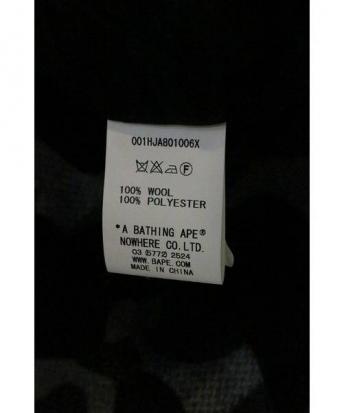 001HJA801006X
F
100% WOOL
100% POLYESTER
*A BATHING APE®
NOWHERE CO.LTD.
03 (5772) 2524
WWW.BAPE.COM
MADE IN CHINA